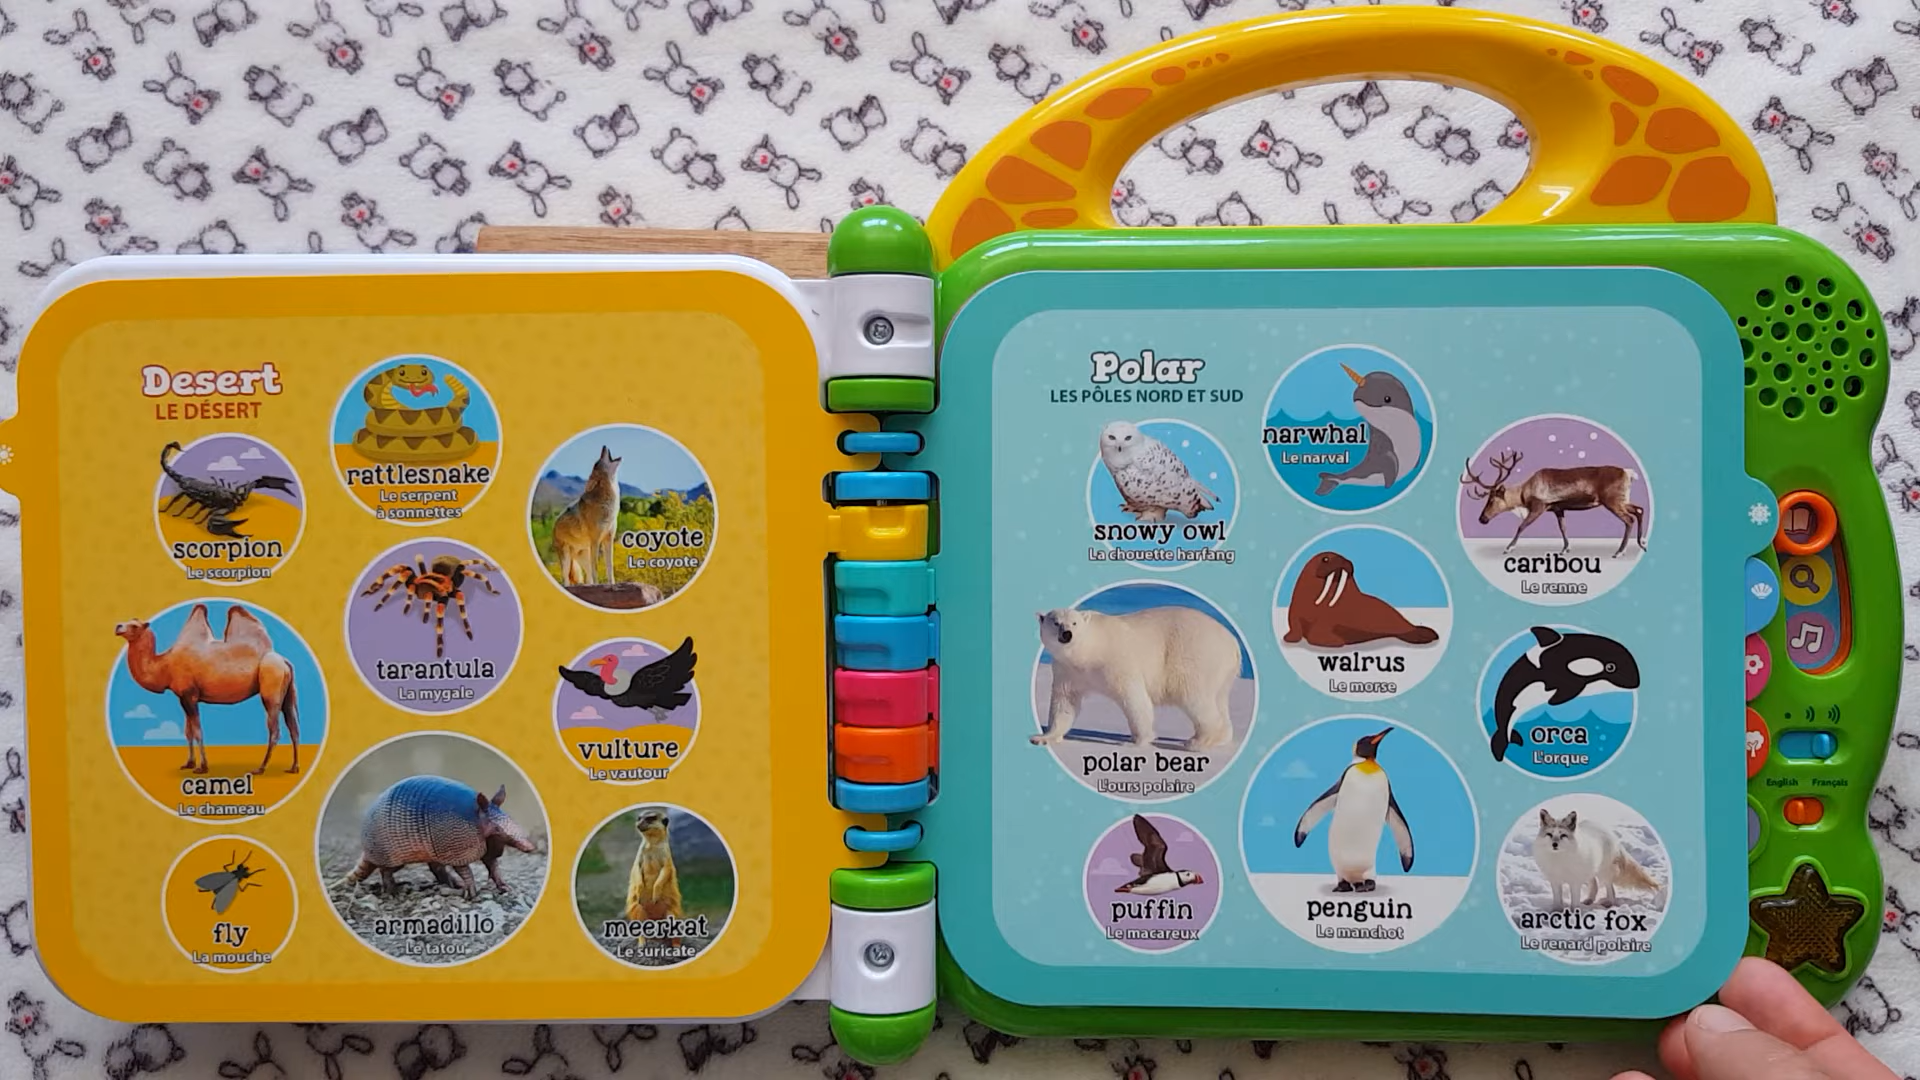 Desert
LE DÉSERT
rattlesnake
Le serpent
à sonnettes
scorpion
Le scorpion
coyote
Le coyote
tarantula
La mygale
camel
Le chameau
vulture
Le vautour
armadillo
Le tatou
fly
La mouche
meerkat
Le suricate
Polar
LES PÔLES NORD ET SUD
narwhal
Le narval
snowy owl
La chouette harfang
caribou
Le renne
walrus
Le morse
polar bear
L'ours polaire
orca
L'orque
puffin
Le macareux
penguin
Le manchot
arctic fox
Le renard polaire
English Français